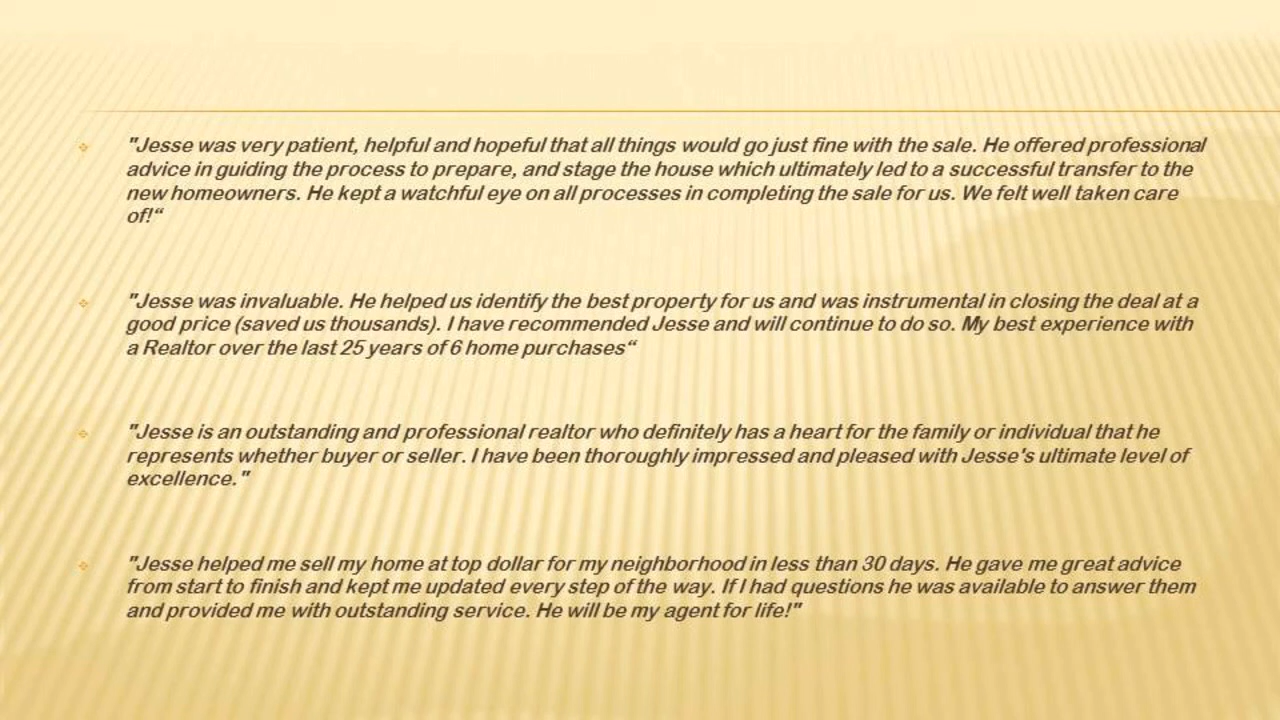 "Jesse was very patient, helpful and hopeful that all things would go just fine with the sale. He offered professional
advice in guiding the process to prepare, and stage the house which ultimately led to a successful transfer to the
new homeowners. He kept a watchful eye on all processes in completing the sale for us. We felt well taken care
of!“
"Jesse was invaluable. He helped us identify the best property for us and was instrumental in closing the deal at a
good price (saved us thousands). I have recommended Jesse and will continue to do so. My best experience with
a Realtor over the last 25 years of 6 home purchases“
"Jesse is an outstanding and professional realtor who definitely has a heart for the family or individual that he
represents whether buyer or seller. I have been thoroughly impressed and pleased with Jesse's ultimate level of
excellence."
"Jesse helped me sell my home at top dollar for my neighborhood in less than 30 days. He gave me great advice
from start to finish and kept me updated every step of the way. If I had questions he was available to answer them
and provided me with outstanding service. He will be my agent for life!"